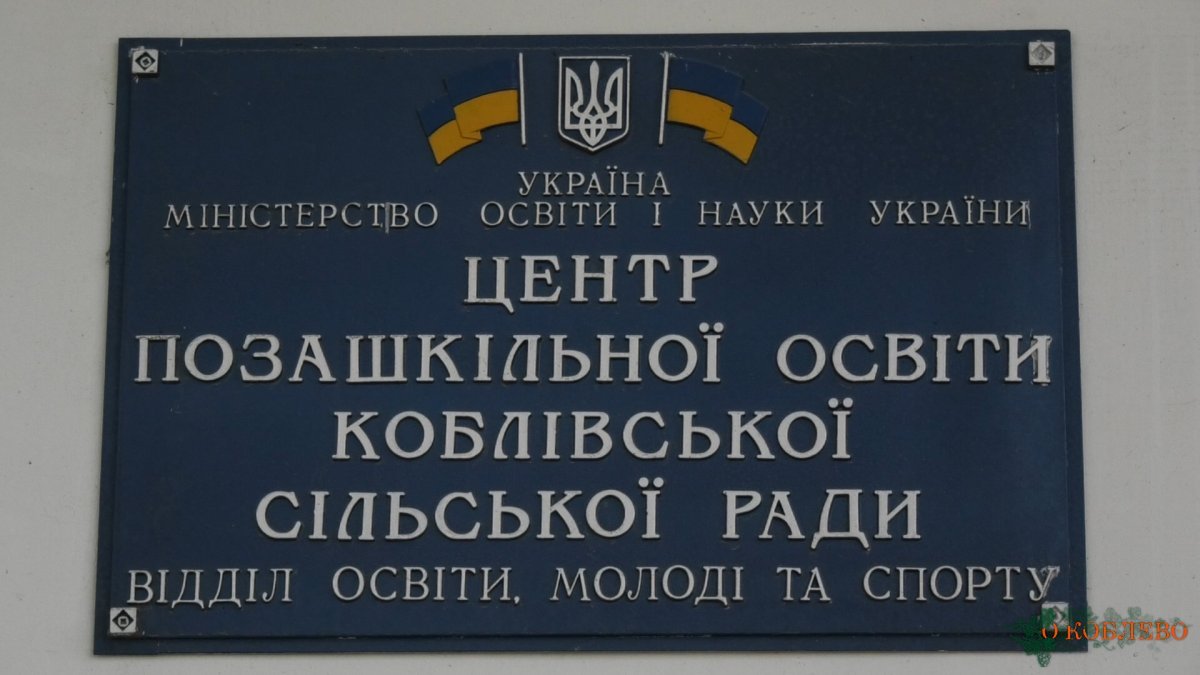 УКРАЇНА
МІНІСТЕРСТВО ОСВІТИ І НАУКИ УКРАЇНИ
ЦЕНТР
ПОЗАШКІЛЬНОЇ ОСВІТИ
КОБЛІВСЬКОЇ
СІЛЬСЬКОЇ РАДИ
ВІДДІЛ ОСВІТИ, МОЛОДІ ТА СПОРТУ
О КОБЛЕВО